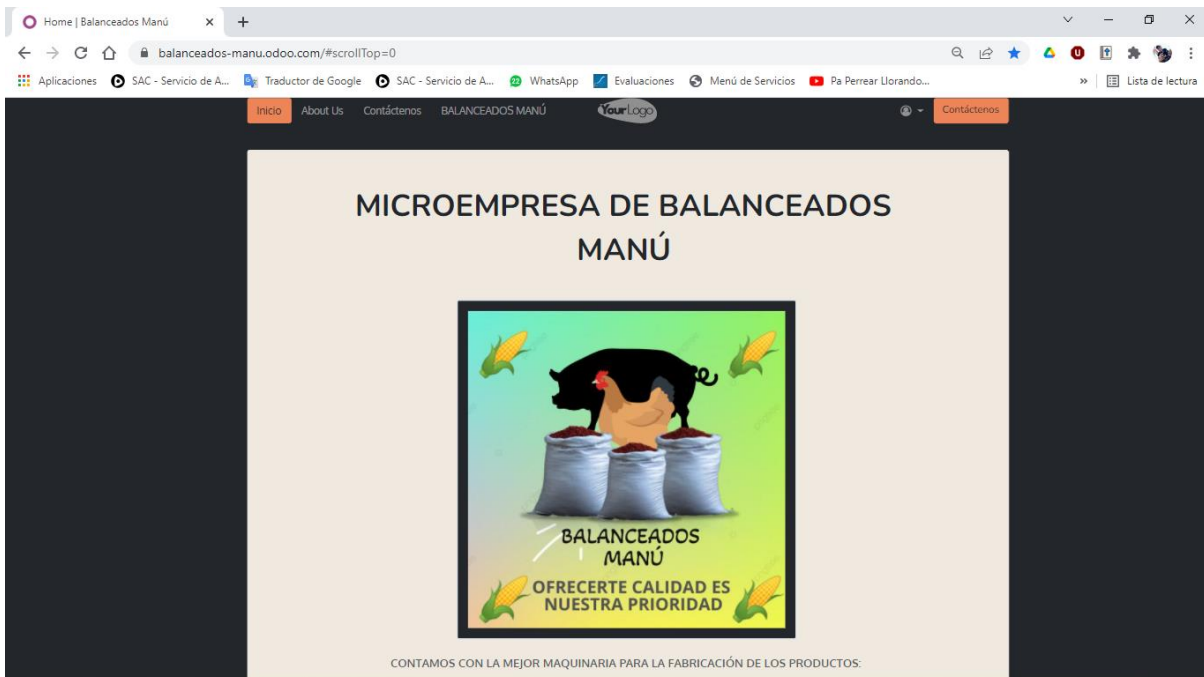 Home | Balanceados Manú
balanceados-manu.odoo.com/#scrollTop=0
Aplicaciones SAC - Servicio de A... Traductor de Google SAC - Servicio de A... 22 WhatsApp Evaluaciones Menú de Servicios Pa Perrear Llorando... » Lista de lectura
Inicio About Us Contáctenos BALANCEADOS MANÚ YourLogo Contáctenos
MICROEMPRESA DE BALANCEADOS
MANÚ
BALANCEADOS
MANÚ
OFRECERTE CALIDAD ES
NUESTRA PRIORIDAD
CONTAMOS CON LA MEJOR MAQUINARIA PARA LA FABRICACIÓN DE LOS PRODUCTOS: